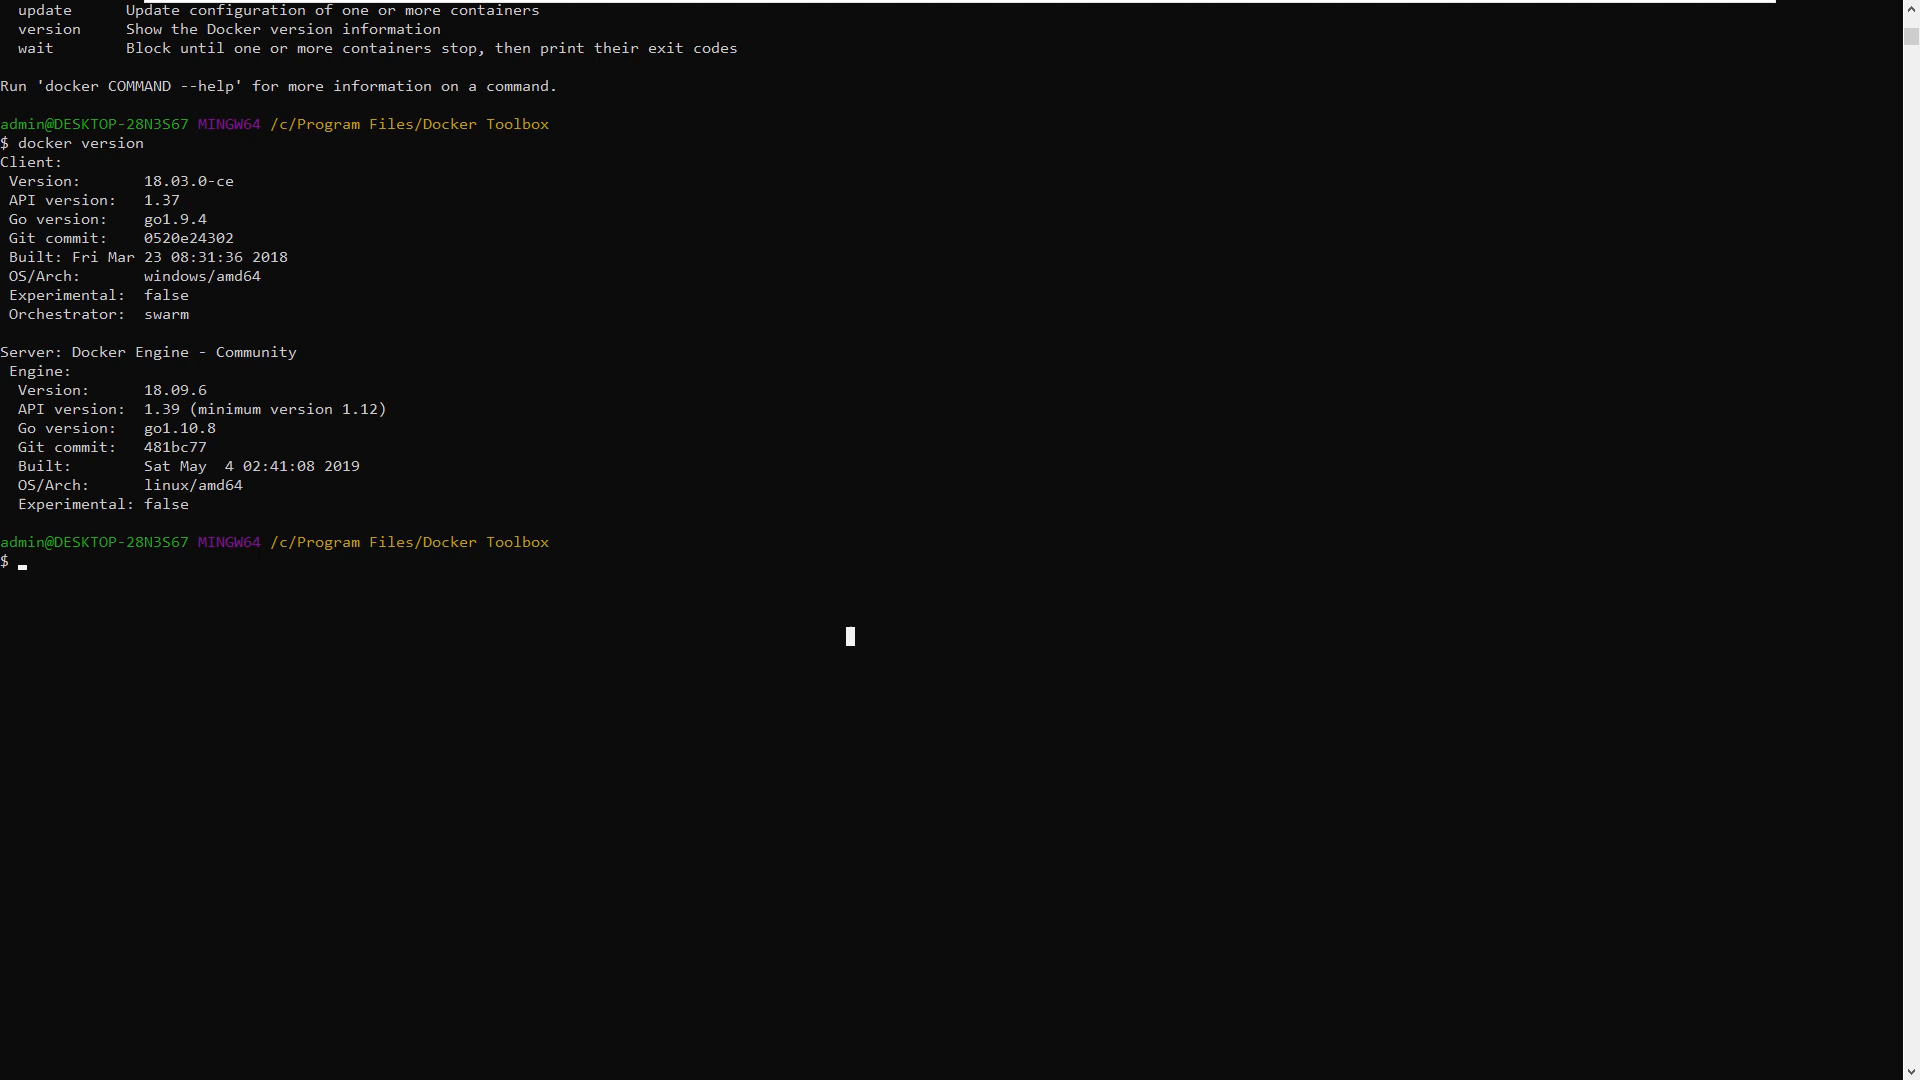 update      Update configuration of one or more containers
  version     Show the Docker version information
  wait        Block until one or more containers stop, then print their exit codes

Run 'docker COMMAND --help' for more information on a command.

admin@DESKTOP-28N3S67 MINGW64 /c/Program Files/Docker Toolbox
$ docker version
Client:
 Version:       18.03.0-ce
 API version:   1.37
 Go version:    go1.9.4
 Git commit:    0520e24302
 Built: Fri Mar 23 08:31:36 2018
 OS/Arch:       windows/amd64
 Experimental:  false
 Orchestrator:  swarm

Server: Docker Engine - Community
 Engine:
  Version:      18.09.6
  API version:  1.39 (minimum version 1.12)
  Go version:   go1.10.8
  Git commit:   481bc77
  Built:        Sat May  4 02:41:08 2019
  OS/Arch:      linux/amd64
  Experimental: false

admin@DESKTOP-28N3S67 MINGW64 /c/Program Files/Docker Toolbox
$